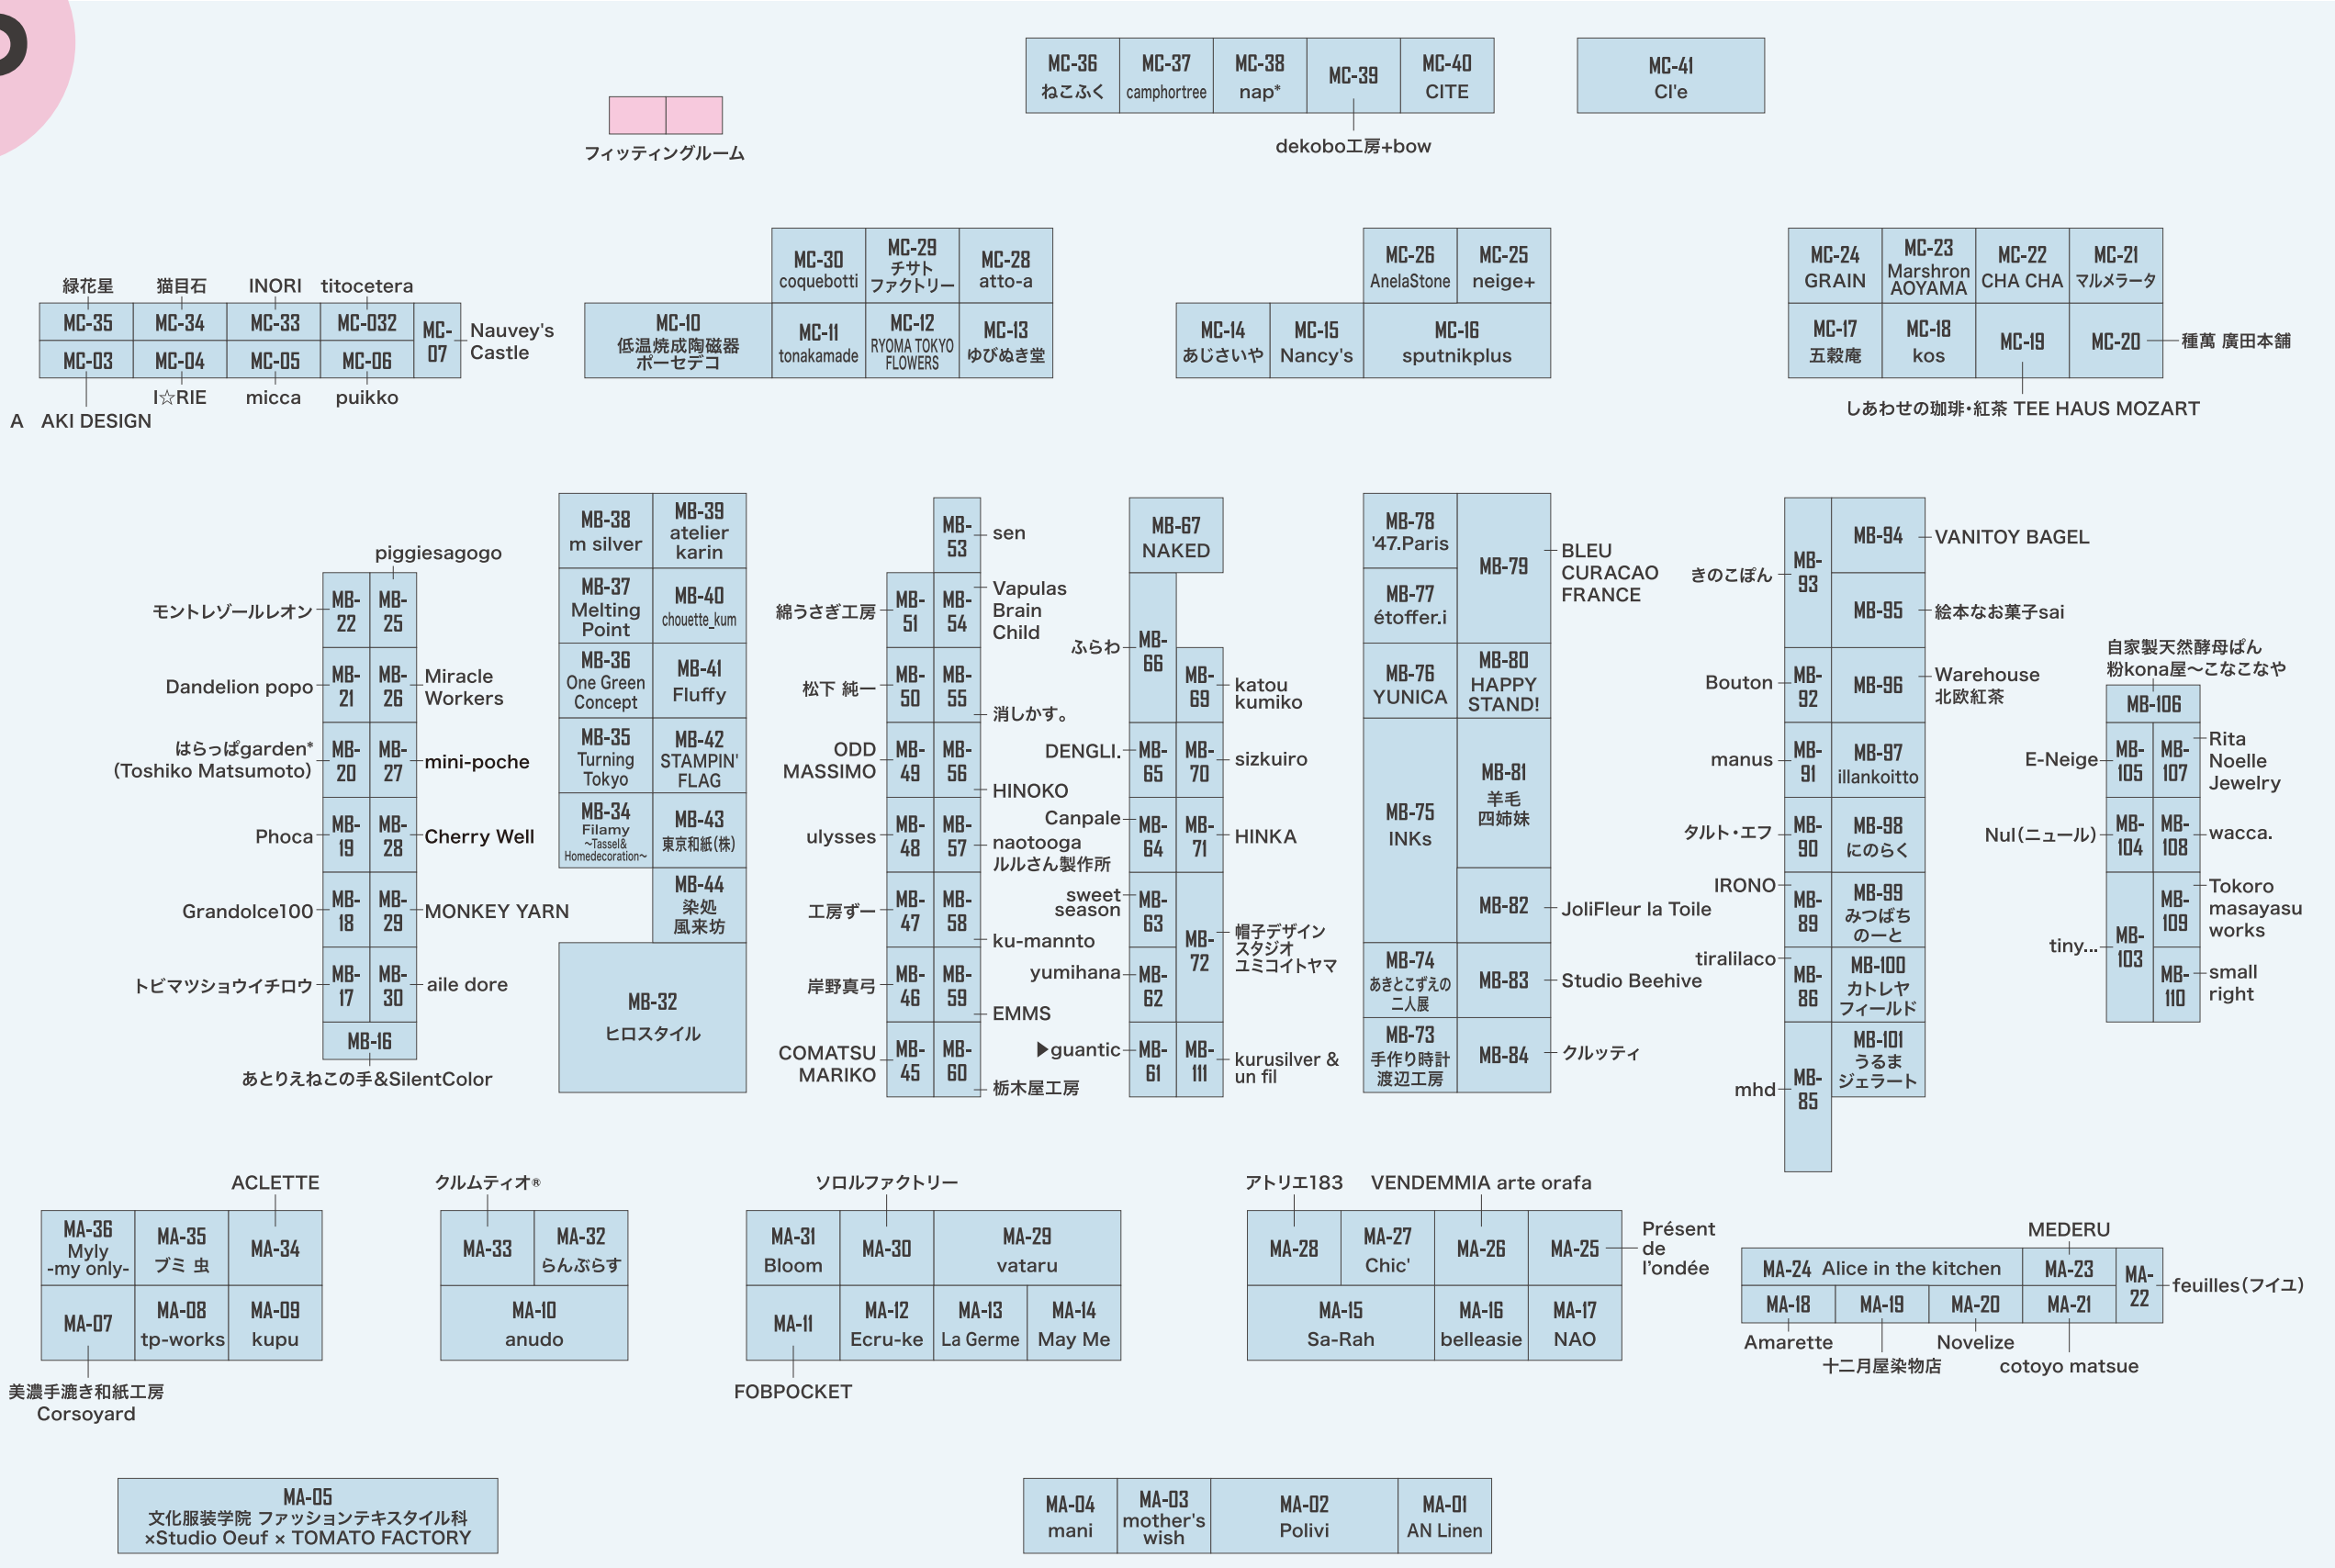 MC-36
ねこふく
MC-37
camphortree
MC-38
nap*
MC-39
MC-40
CITE
dekobo工房+bow
MC-41
Cl'e
フィッティングルーム
緑花星
猫目石
INORI
titocetera
MC-35
MC-34
MC-33
MC-032
MC-03
MC-04
MC-05
MC-06
MC-
07
Nauvey's
Castle
I☆RIE
micca
puikko
A AKI DESIGN
MC-30
coquebotti
MC-29
チサト
ファクトリー
MC-28
atto-a
MC-10
低温焼成陶磁器
ポーセデコ
MC-11
tonakamade
MC-12
RYOMA TOKYO
FLOWERS
MC-13
ゆびぬき堂
MC-26
AnelaStone
MC-25
neige+
MC-14
あじさいや
MC-15
Nancy's
MC-16
sputnikplus
MC-24
GRAIN
MC-23
Marshron
AOYAMA
MC-22
CHA CHA
MC-21
マルメラータ
MC-17
五穀庵
MC-18
kos
MC-19
MC-20
種萬 廣田本舗
しあわせの珈琲・紅茶 TEE HAUS MOZART
piggiesagogo
モントレゾールレオン
MB-
22
MB-
25
Dandelion popo
MB-
21
MB-
26
Miracle
Workers
はらっぱgarden*
(Toshiko Matsumoto)
MB-
20
MB-
27
mini-poche
Phoca
MB-
19
MB-
28
Cherry Well
Grandolce100
MB-
18
MB-
29
MONKEY YARN
トビマツショウイチロウ
MB-
17
MB-
30
aile dore
MB-16
あとりえねこの手&SilentColor
MB-38
m silver
MB-39
atelier
karin
MB-37
Melting
Point
MB-40
chouette_kum
MB-36
One Green
Concept
MB-41
Fluffy
MB-35
Turning
Tokyo
MB-42
STAMPIN'
FLAG
MB-34
Filamy
~Tassel&
Homedecoration~
MB-43
東京和紙(株)
MB-44
染処
風来坊
MB-32
ヒロスタイル
MB-
53
sen
綿うさぎ工房
MB-
51
MB-
54
Vapulas
Brain
Child
松下 純一
MB-
50
MB-
55
消しかす。
ODD
MASSIMO
MB-
49
MB-
56
HINOKO
ulysses
MB-
48
MB-
57
naotooga
ルルさん製作所
工房ずー
MB-
47
MB-
58
ku-mannto
岸野真弓
MB-
46
MB-
59
EMMS
COMATSU
MARIKO
MB-
45
MB-
60
栃木屋工房
MB-67
NAKED
ふらわ
MB-
66
MB-
69
katou
kumiko
DENGLI.
MB-
65
MB-
70
sizkuiro
Canpale
MB-
64
MB-
71
HINKA
sweet
season
MB-
63
MB-
72
帽子デザイン
スタジオ
ユミコイトヤマ
yumihana
MB-
62
▶guantic
MB-
61
MB-
111
kurusilver &
un fil
MB-78
'47.Paris
MB-79
BLEU
CURACAO
FRANCE
MB-77
étoffer.i
MB-76
YUNICA
MB-80
HAPPY
STAND!
MB-75
INKs
MB-81
羊毛
四姉妹
MB-82
JoliFleur la Toile
MB-74
あきとこずえの
二人展
MB-83
Studio Beehive
MB-73
手作り時計
渡辺工房
MB-84
クルッティ
きのこぽん
MB-
93
MB-94
VANITOY BAGEL
MB-95
絵本なお菓子sai
Bouton
MB-
92
MB-96
Warehouse
北欧紅茶
manus
MB-
91
MB-97
illankoitto
タルト・エフ
MB-
90
MB-98
にのらく
IRONO
MB-
89
MB-99
みつばち
のーと
tiralilaco
MB-
86
MB-100
カトレヤ
フィールド
mhd
MB-
85
MB-101
うるま
ジェラート
自家製天然酵母ぱん
粉kona屋～こなこなや
MB-106
E-Neige
MB-
105
MB-
107
Rita
Noelle
Jewelry
Nul(ニュール)
MB-
104
MB-
108
wacca.
tiny...
MB-
103
MB-
109
Tokoro
masayasu
works
MB-
110
small
right
ACLETTE
MA-36
Myly
-my only-
MA-35
ブミ 虫
MA-34
MA-07
MA-08
tp-works
MA-09
kupu
美濃手漉き和紙工房
Corsoyard
クルムティオ®
MA-33
MA-32
らんぷらす
MA-10
anudo
ソロルファクトリー
MA-31
Bloom
MA-30
MA-29
vataru
MA-11
MA-12
Ecru-ke
MA-13
La Germe
MA-14
May Me
FOBPOCKET
アトリエ183
VENDEMMIA arte orafa
MA-28
MA-27
Chic'
MA-26
MA-25
Présent
de
l'ondée
MA-15
Sa-Rah
MA-16
belleasie
MA-17
NAO
MEDERU
MA-24 Alice in the kitchen
MA-23
MA-
22
feuilles(フイユ)
MA-18
MA-19
MA-20
MA-21
Amarette
Novelize
十二月屋染物店
cotoyo matsue
MA-05
文化服装学院 ファッションテキスタイル科
×Studio Oeuf × TOMATO FACTORY
MA-04
mani
MA-03
mother's
wish
MA-02
Polivi
MA-01
AN Linen